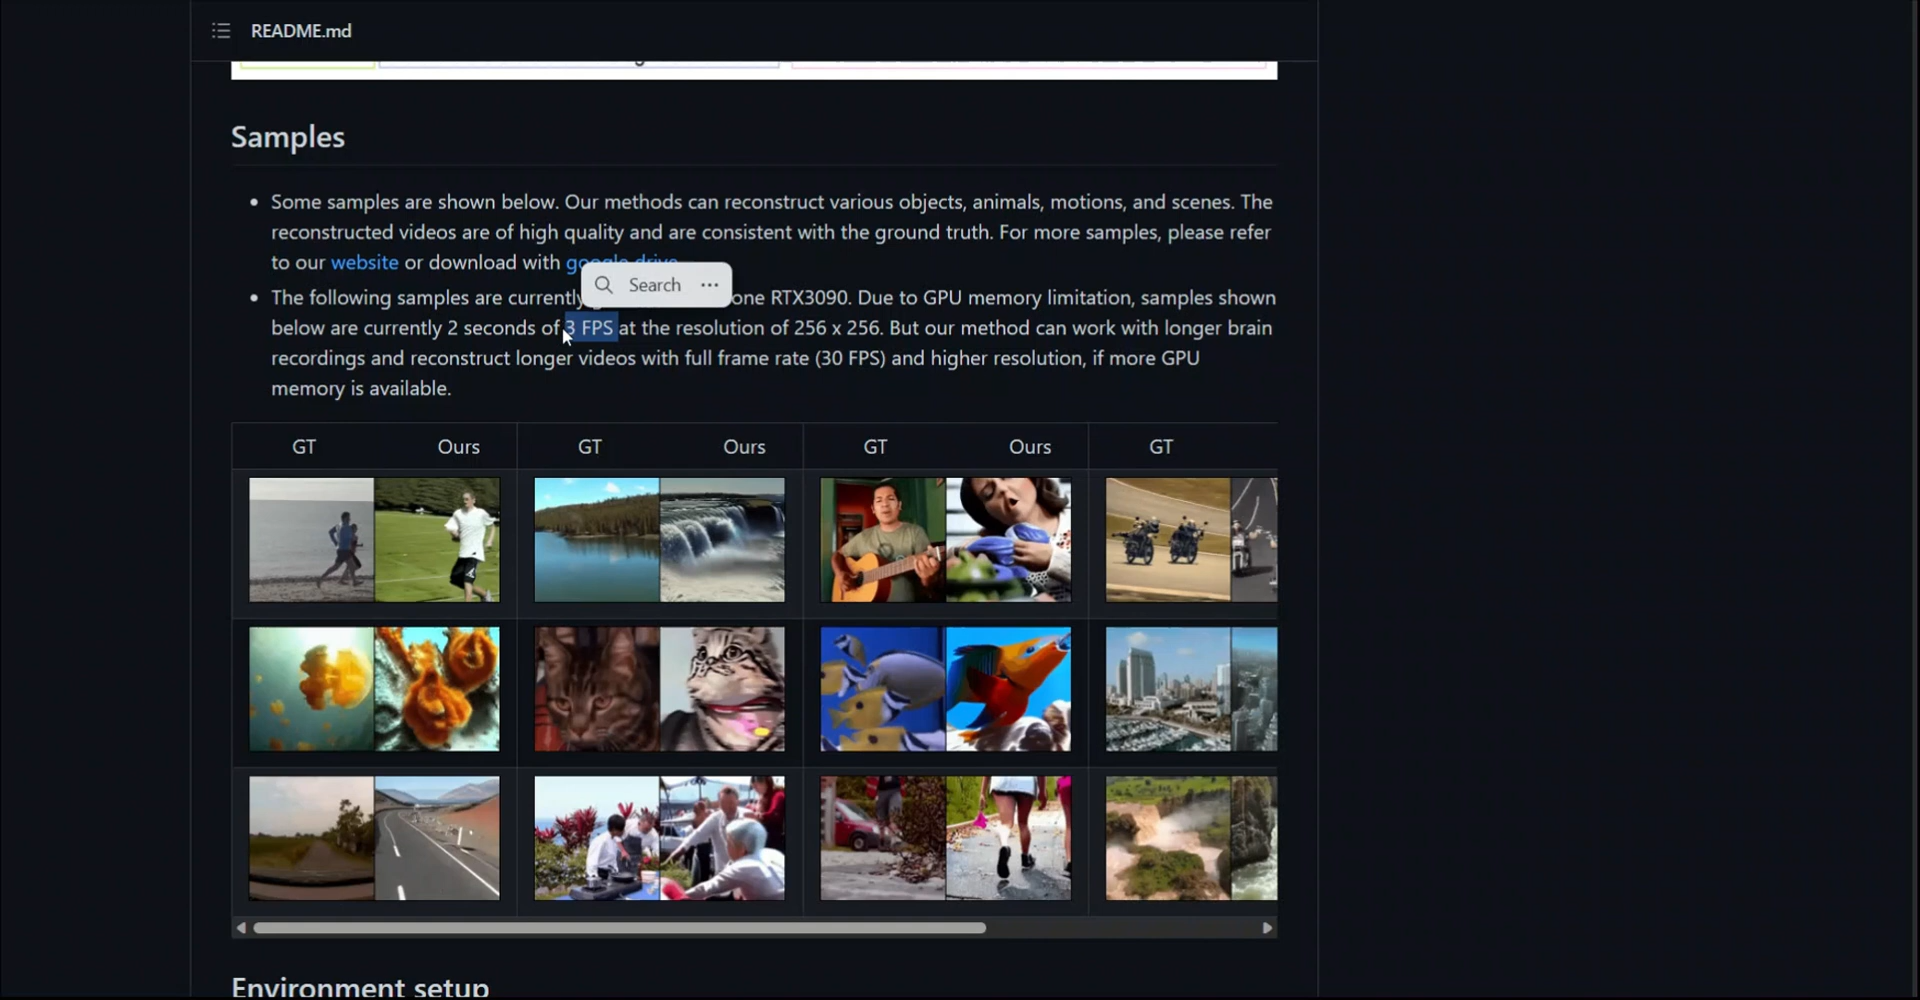 README.md
Samples
Some samples are shown below. Our methods can reconstruct various objects, animals, motions, and scenes. The
reconstructed videos are of high quality and are consistent with the ground truth. For more samples, please refer
to our website or download with google drive.
Search
The following samples are currently one RTX3090. Due to GPU memory limitation, samples shown
below are currently 2 seconds of 3 FPS at the resolution of 256 x 256. But our method can work with longer brain
recordings and reconstruct longer videos with full frame rate (30 FPS) and higher resolution, if more GPU
memory is available.
GT Ours GT Ours GT Ours GT
Environment setup